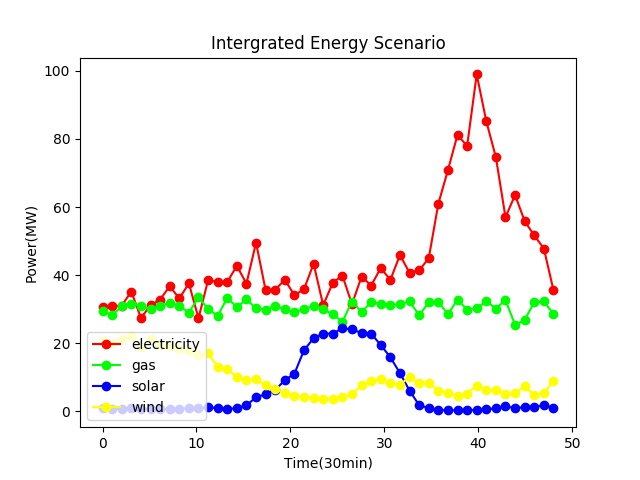 Intergrated Energy Scenario
Power(MW)
100
80
60
40
20
0
electricity
gas
solar
wind
0 10 20 30 40 50
Time(30min)